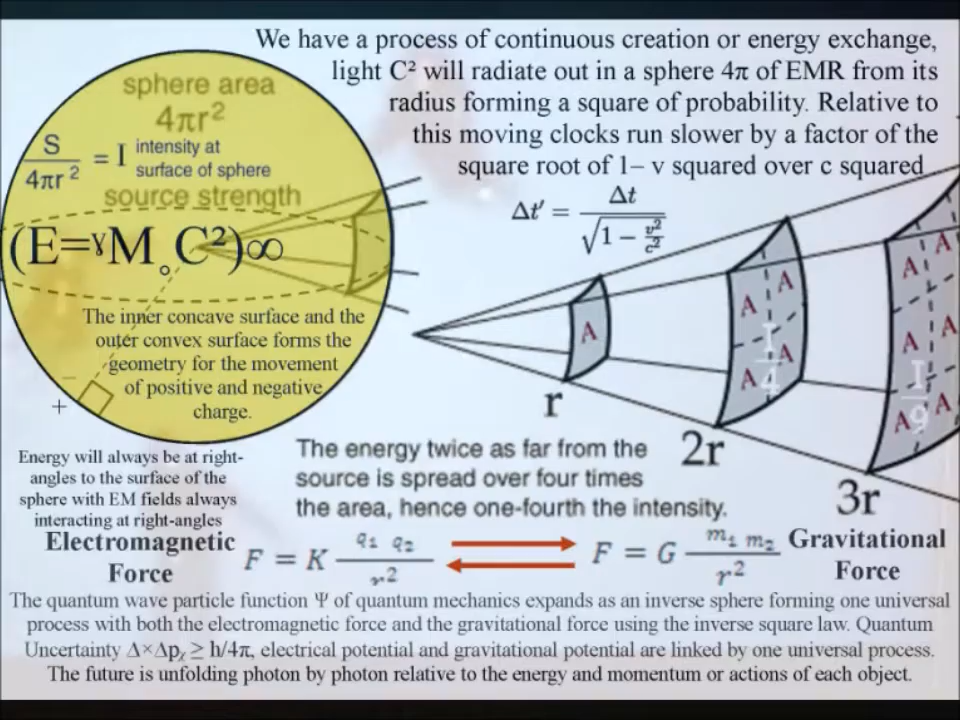 We have a process of continuous creation or energy exchange,
light C² will radiate out in a sphere 4π of EMR from its
radius forming a square of probability. Relative to
this moving clocks run slower by a factor of the
square root of 1– v squared over c squared
Δt′ = Δt / √1 − v²/c²
sphere area
4πr²
S / 4πr² = I intensity at
surface of sphere
source strength
(E=ᵞM₀C²)∞
The inner concave surface and the
outer convex surface forms the
geometry for the movement
of positive and negative
charge.
−
+
A
A
A
A
A
I/4
A
A
A
A
A
A
I/9
r
2r
3r
Energy will always be at right-
angles to the surface of the
sphere with EM fields always
interacting at right-angles
The energy twice as far from the
source is spread over four times
the area, hence one-fourth the intensity.
Electromagnetic
Force
F = K q₁ q₂ / r²
F = G m₁ m₂ / r²
Gravitational
Force
The quantum wave particle function Ψ of quantum mechanics expands as an inverse sphere forming one universal
process with both the electromagnetic force and the gravitational force using the inverse square law. Quantum
Uncertainty Δ×Δpₓ ≥ h/4π, electrical potential and gravitational potential are linked by one universal process.
The future is unfolding photon by photon relative to the energy and momentum or actions of each object.